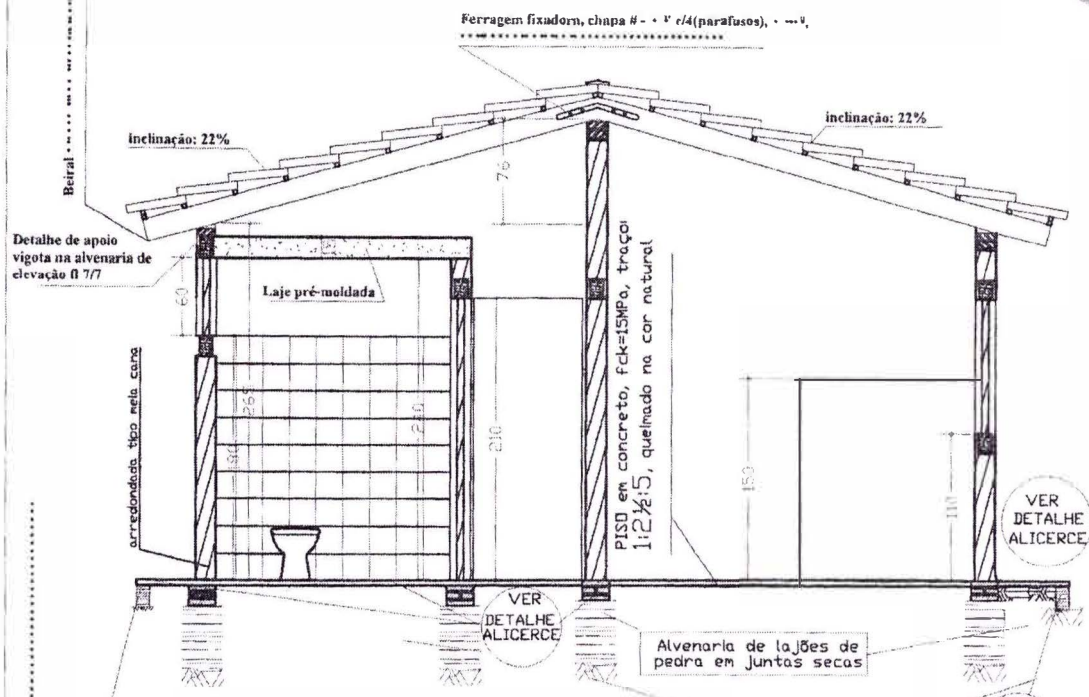 Ferragem fixadora, chapa # c/4(parafusos),
Beiral
inclinação: 22%
inclinação: 22%
76
Detalhe de apoio
vigota na alvenaria de
elevação fl 7/7
Laje pré-moldada
60
PISO em concreto, fck=15MPa, traço:
1:2½:5, queimado na cor natural
arredondada tipo meia cana
265
210
150
110
VER
DETALHE
ALICERCE
VER
DETALHE
ALICERCE
Alvenaria de lajões de
pedra em juntas secas